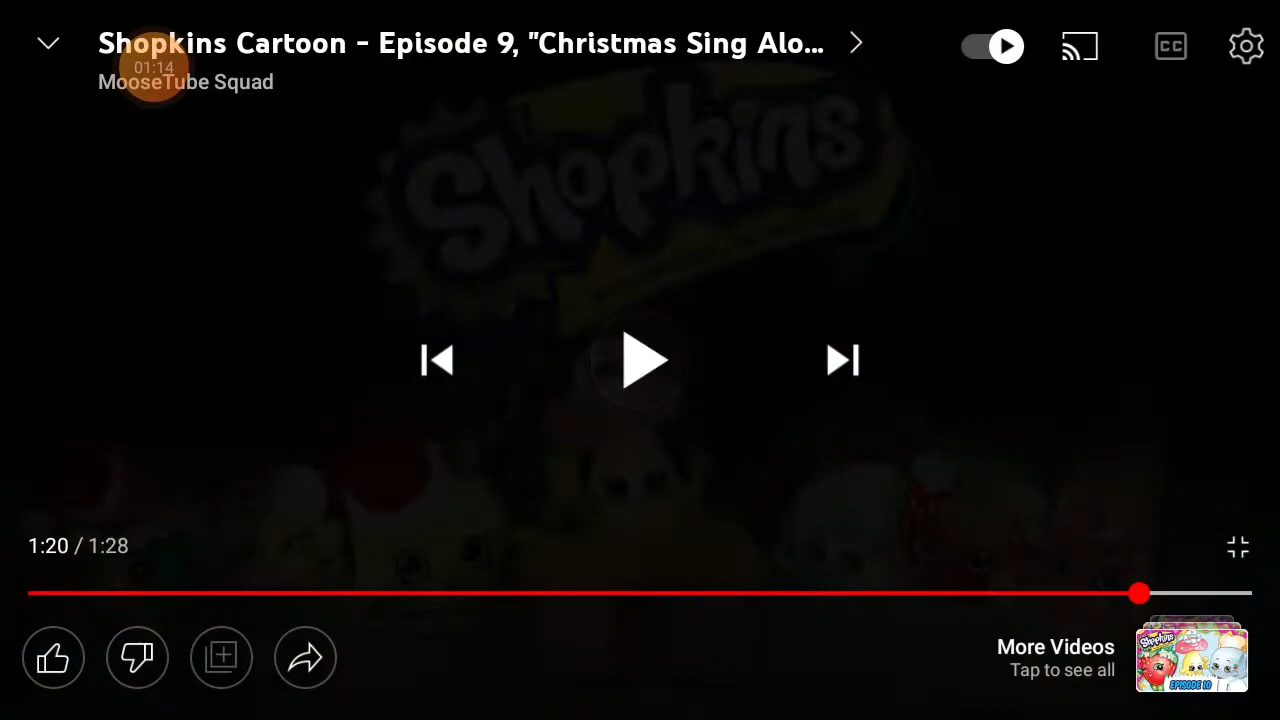 Shopkins Cartoon - Episode 9, "Christmas Sing Alo...
01:14
MooseTube Squad
CC
Shopkins
1:20 / 1:28
More Videos
Tap to see all
Shopkins
EPISODE 10